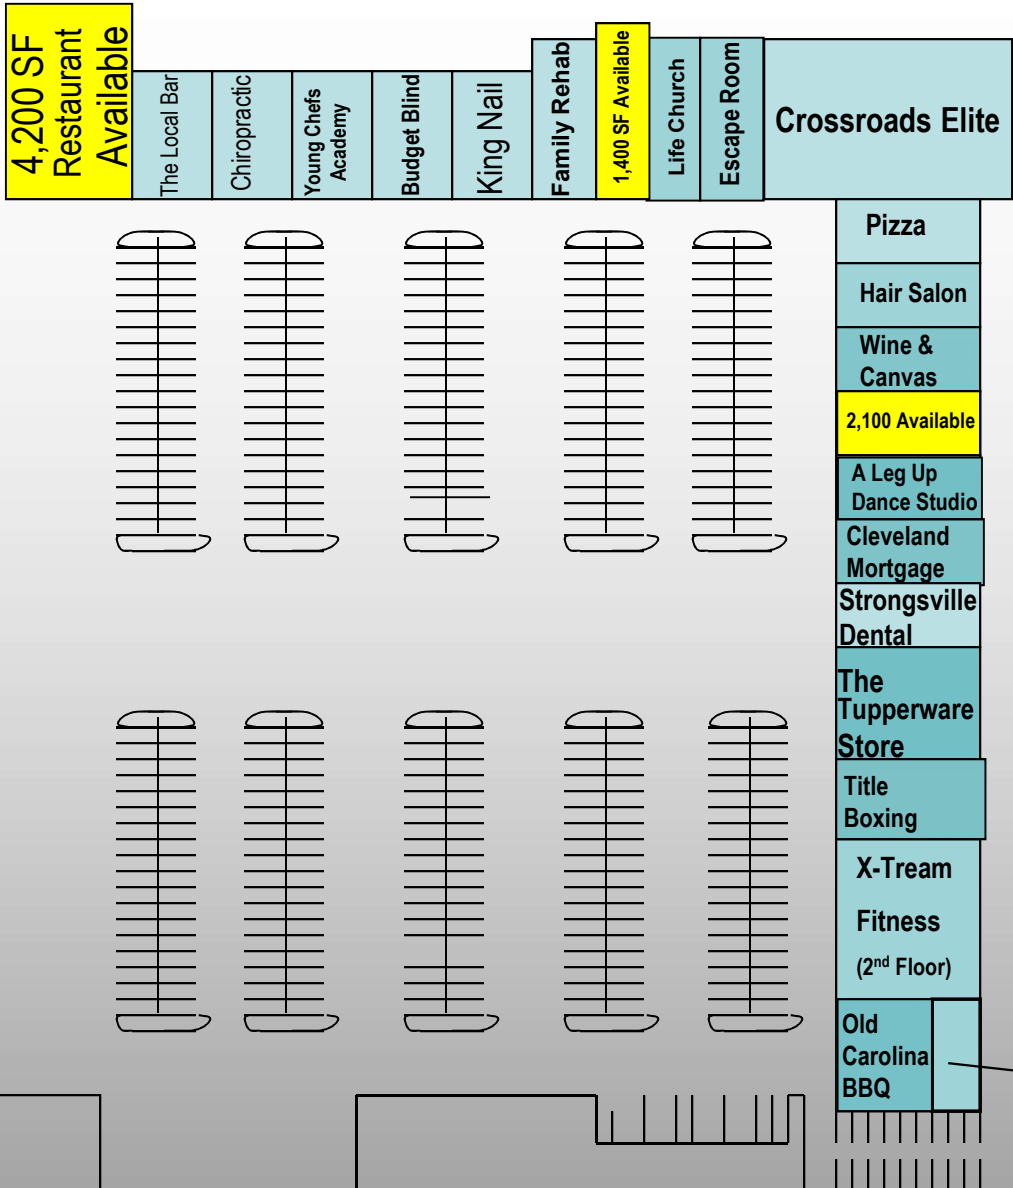 4,200 SF
Restaurant
Available
The Local Bar
Chiropractic
Young Chefs
Academy
Budget Blind
King Nail
Family Rehab
1,400 SF Available
Life Church
Escape Room
Crossroads Elite
Pizza
Hair Salon
Wine &
Canvas
2,100 Available
A Leg Up
Dance Studio
Cleveland
Mortgage
Strongsville
Dental
The
Tupperware
Store
Title
Boxing
X-Tream
Fitness
(2nd Floor)
Old
Carolina
BBQ